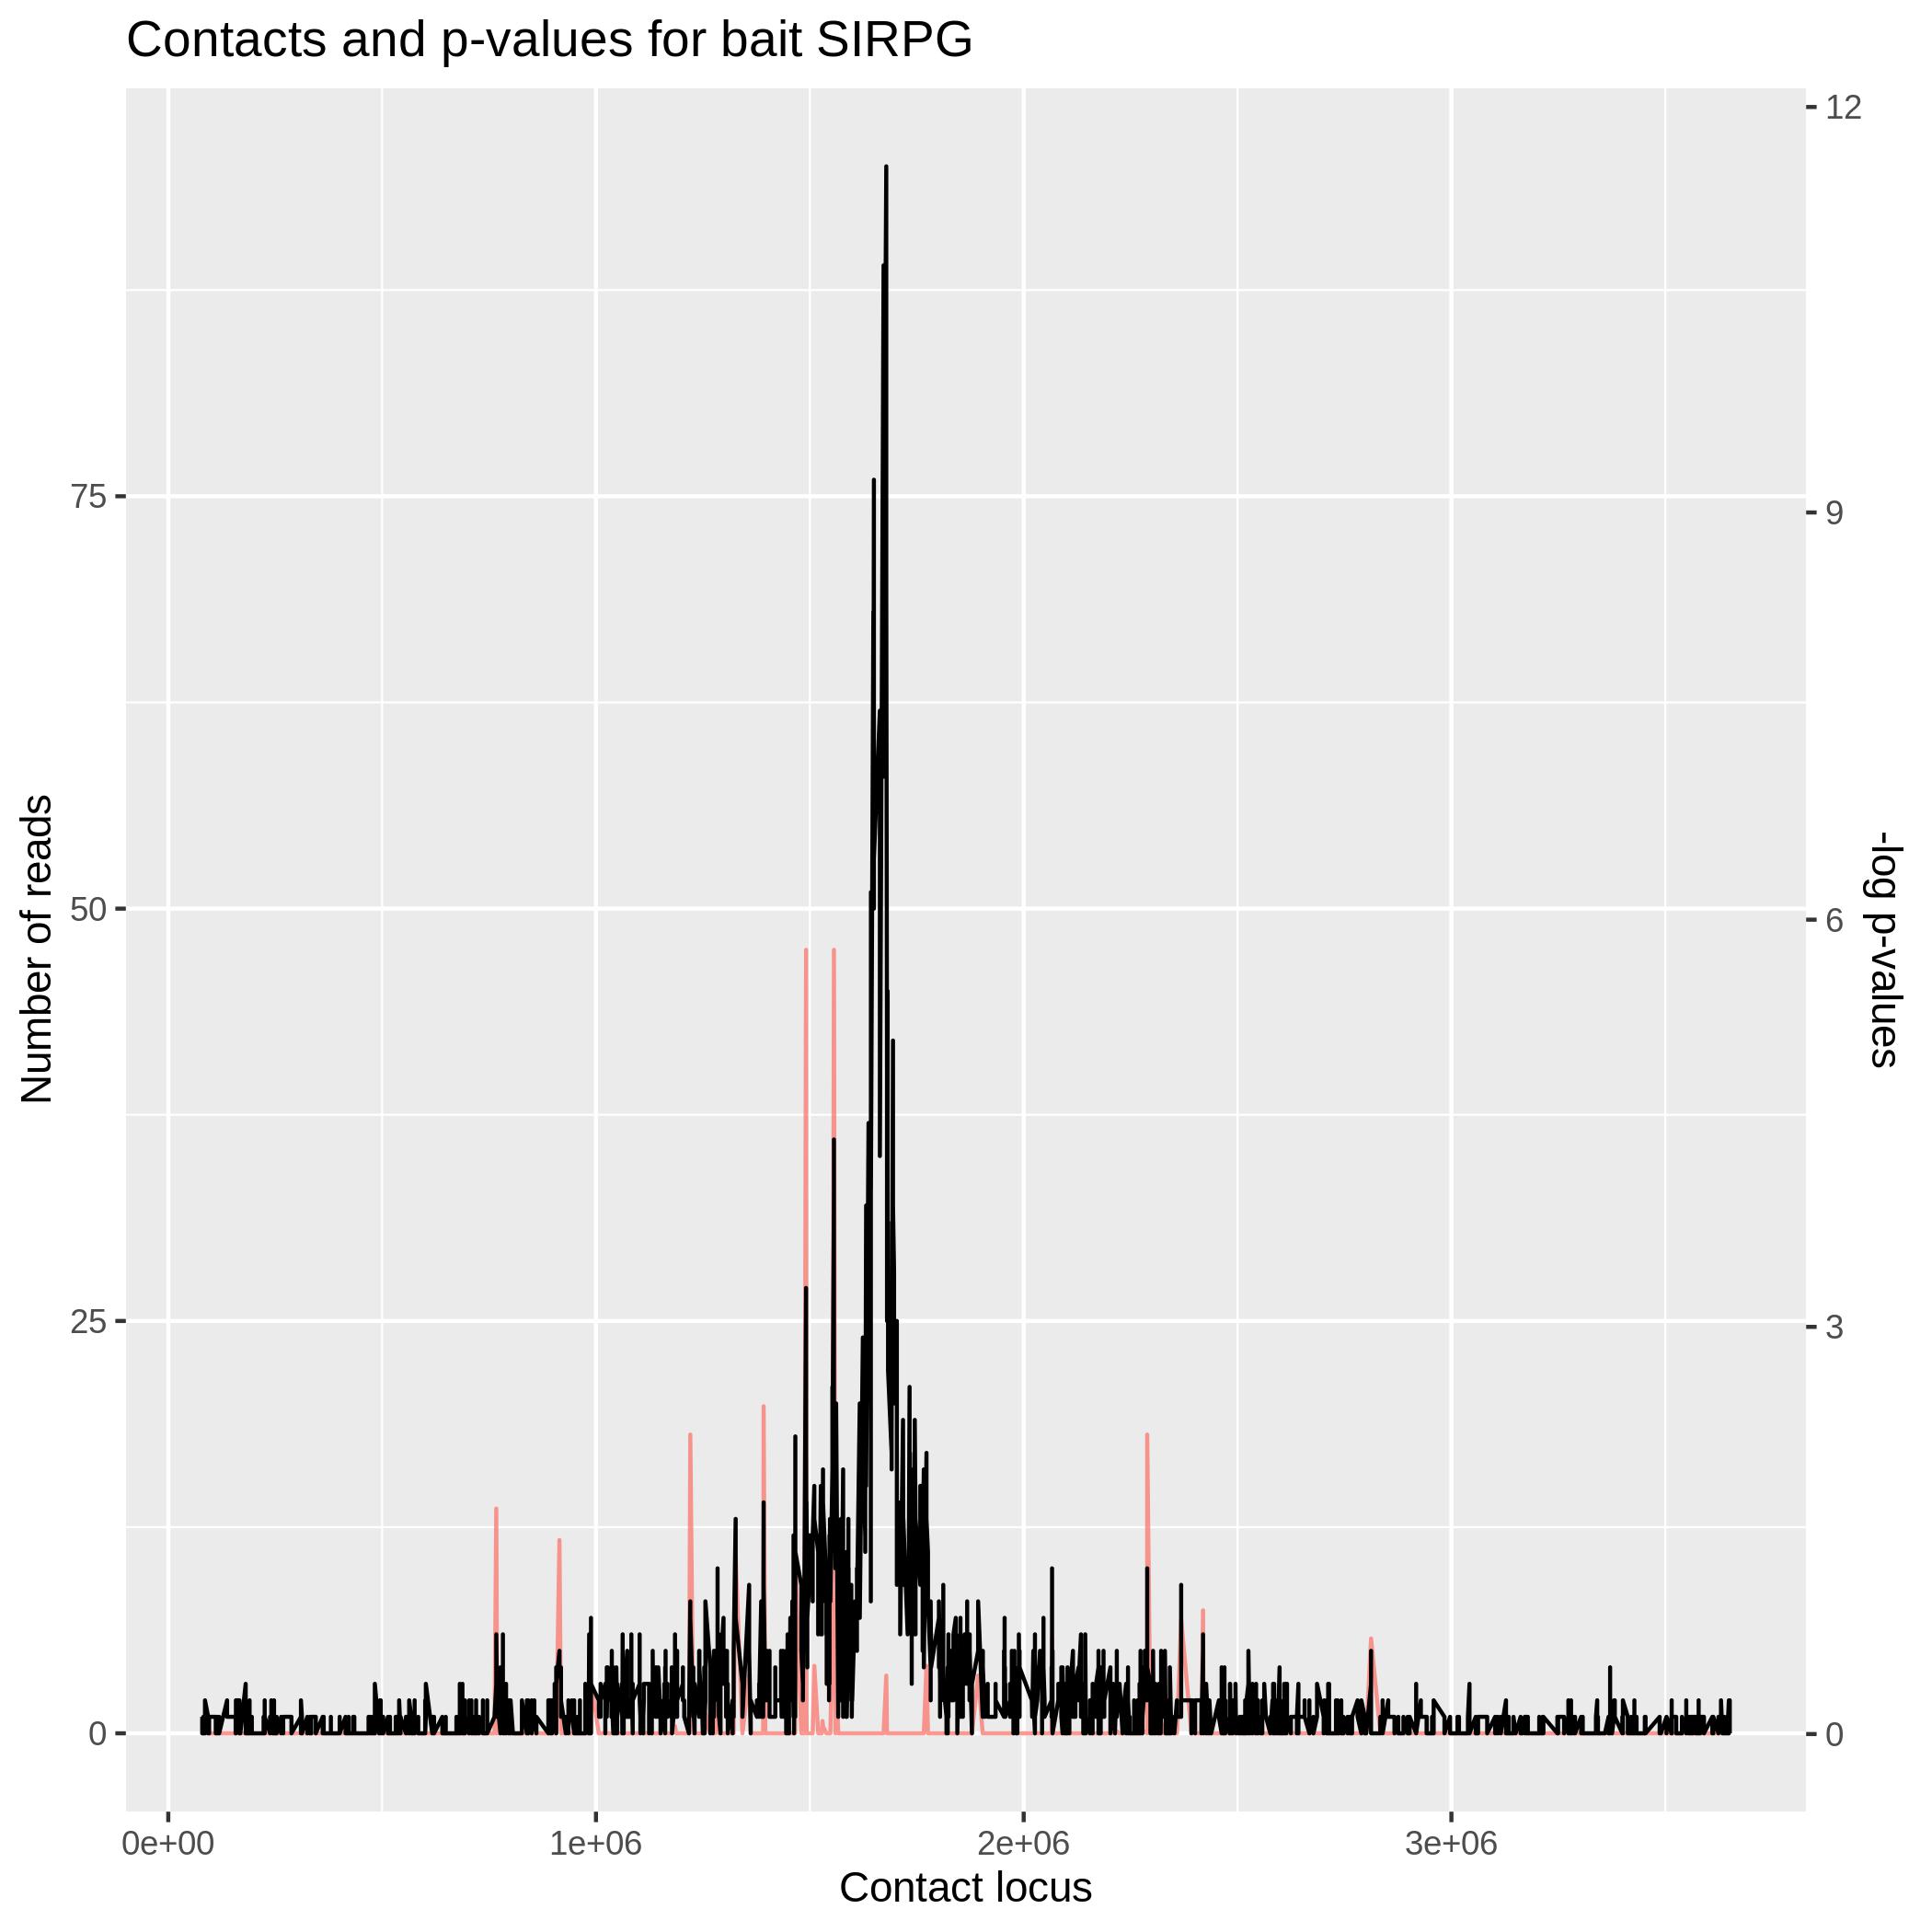 Contacts and p-values for bait SIRPG
12
75
9
Number of reads
-log p-values
50
6
25
3
0
0
0e+00
1e+06
2e+06
3e+06
Contact locus